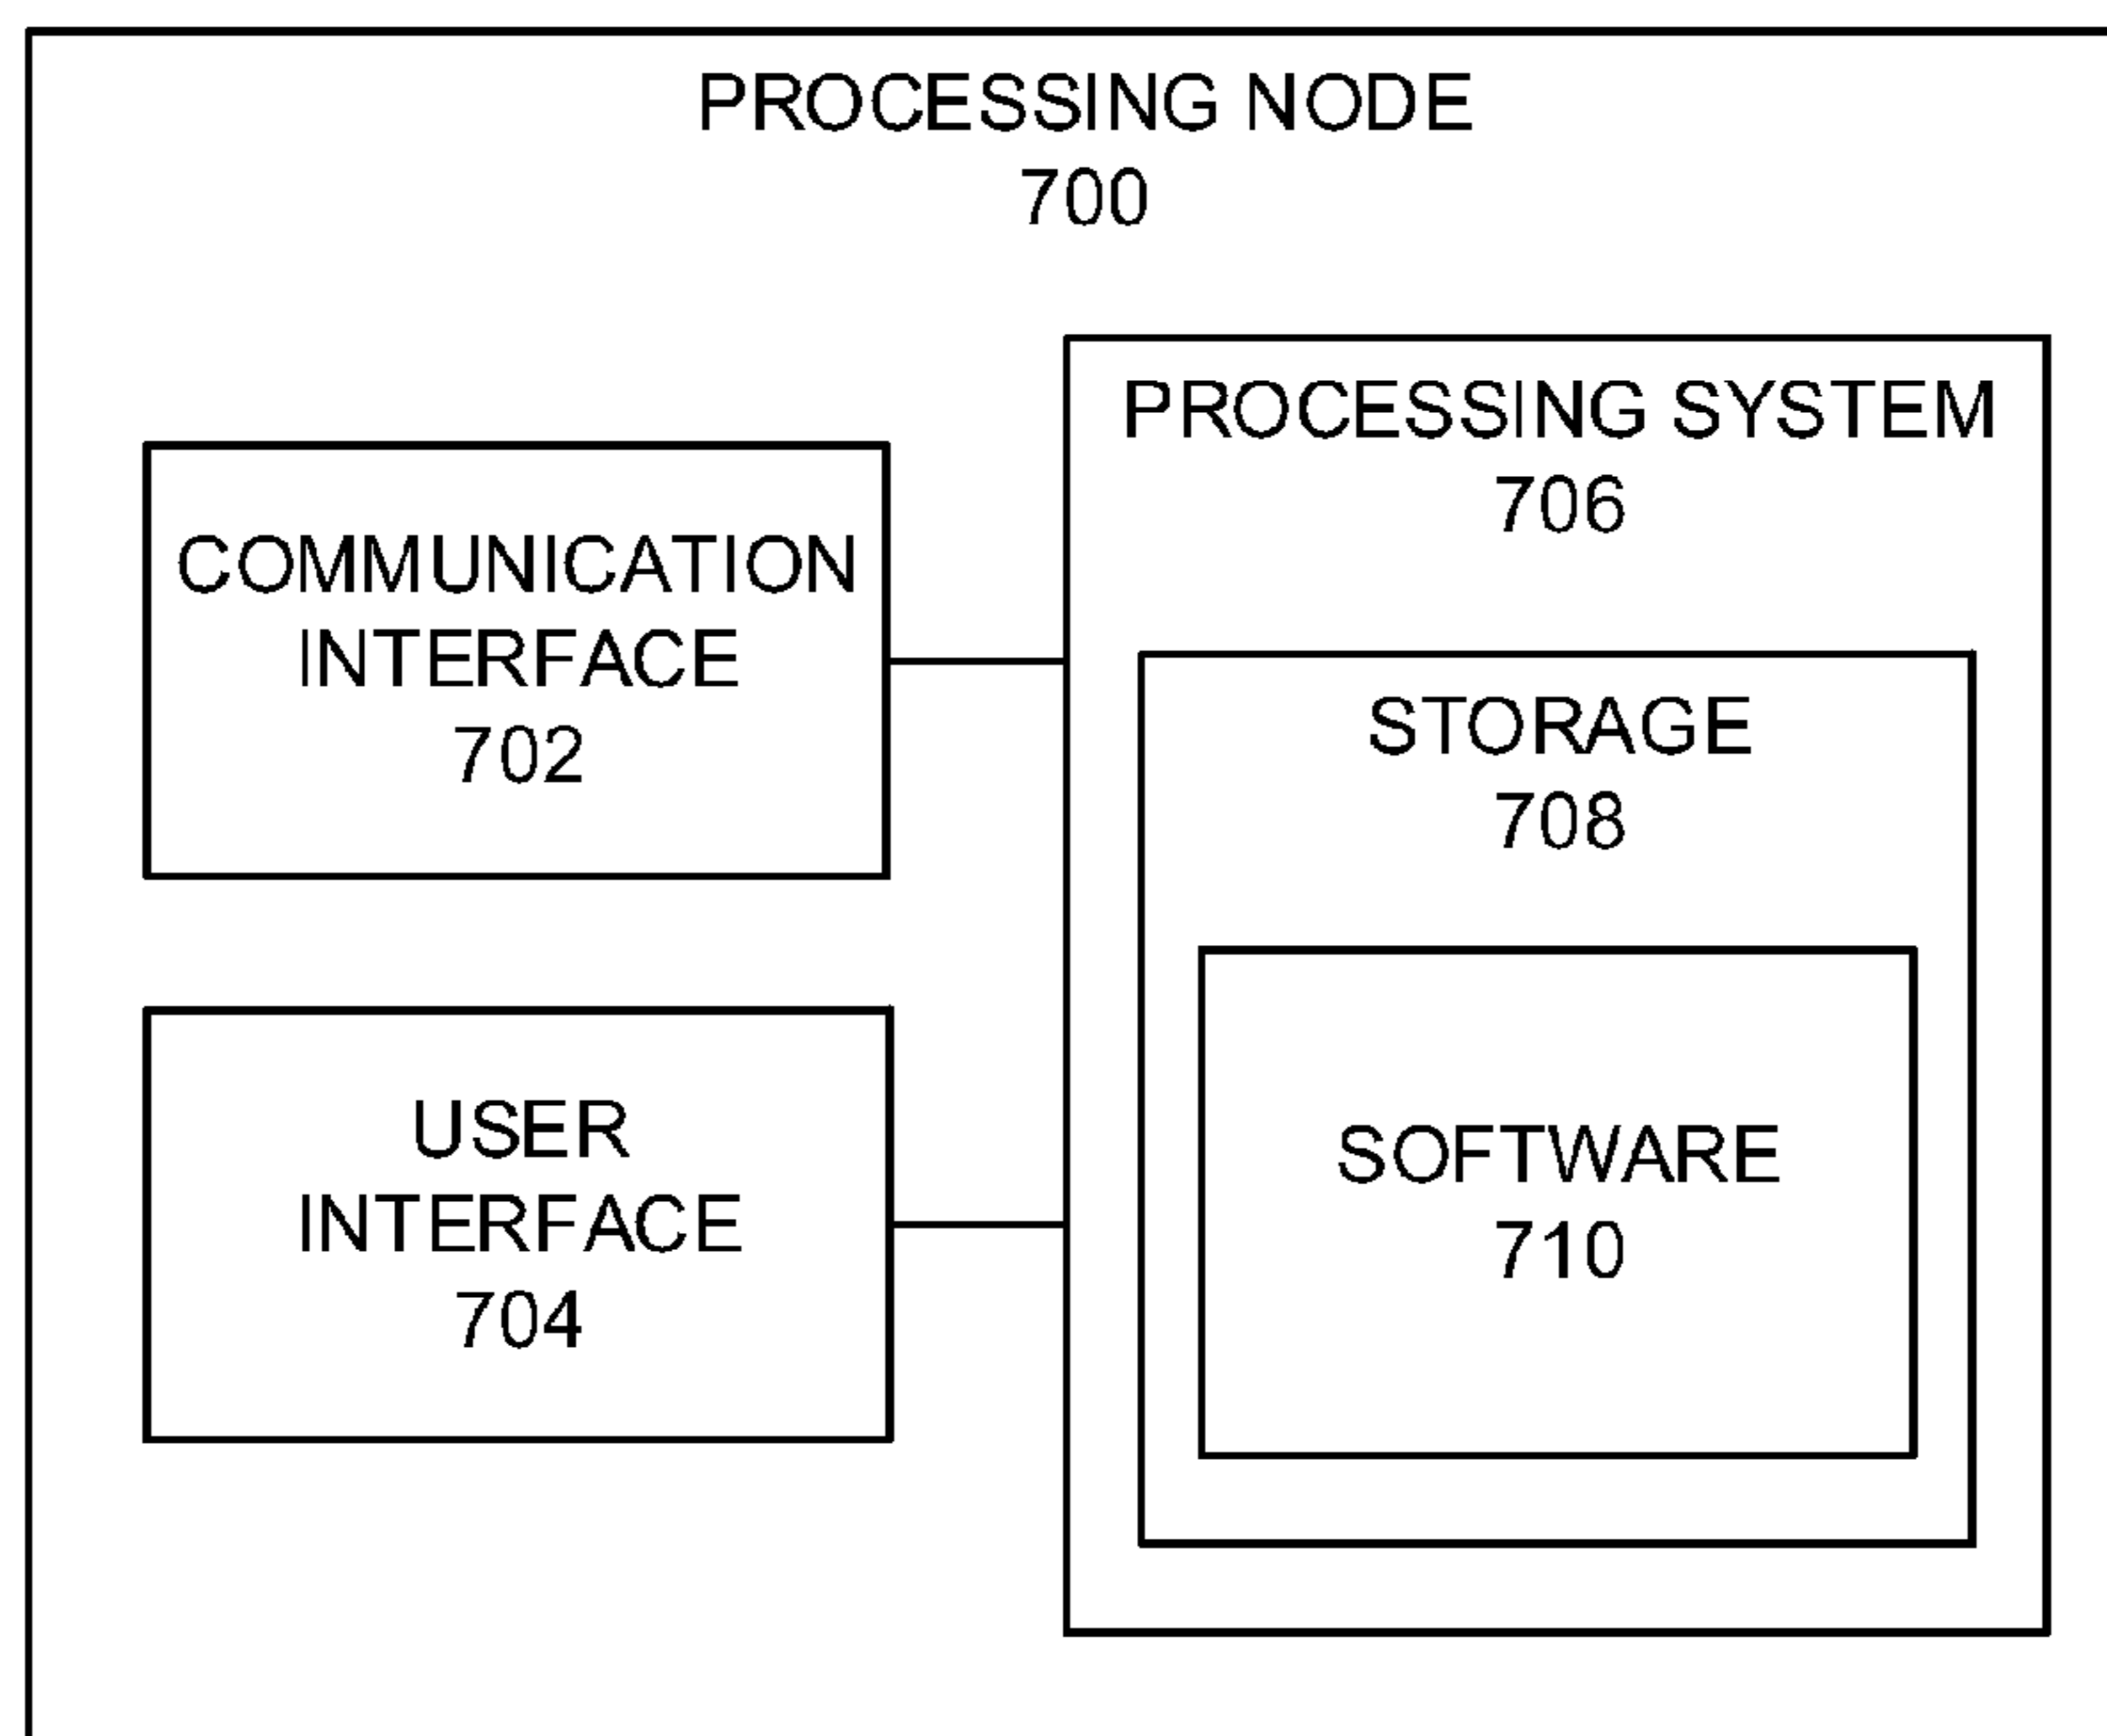 PROCESSING NODE
700
PROCESSING SYSTEM
706
COMMUNICATION
INTERFACE
702
STORAGE
708
USER
INTERFACE
704
SOFTWARE
710